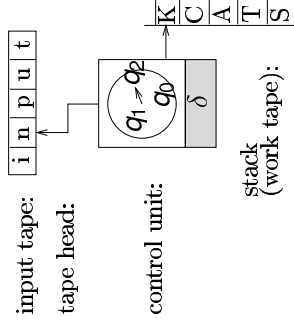 input tape: i n p u t
tape head:
control unit:
q1 → q2
q0
δ
K
C
A
T
S
stack
(work tape):